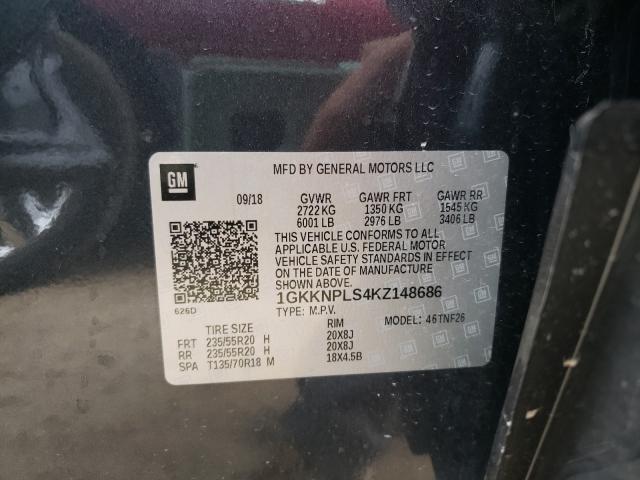 GM
MFD BY GENERAL MOTORS LLC
09/18 GVWR GAWR FRT GAWR RR
2722 KG 1350 KG 1545 KG
6001 LB 2976 LB 3406 LB
THIS VEHICLE CONFORMS TO ALL
APPLICABLE U.S. FEDERAL MOTOR
VEHICLE SAFETY STANDARDS IN EFFECT
ON THE DATE OF MANUFACTURE
SHOWN ABOVE.
1GKKNPLS4KZ148686
626D TYPE: M.P.V. MODEL: 46TNF26
TIRE SIZE RIM
FRT 235/55R20 H 20X8J
RR 235/55R20 H 20X8J
SPA T135/70R18 M 18X4.5B